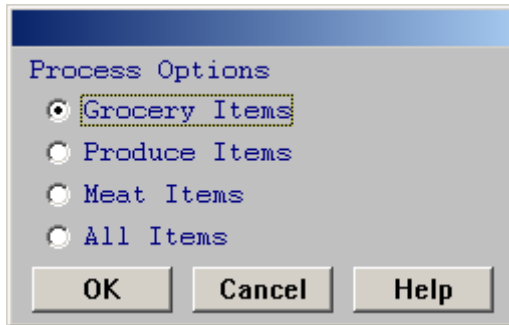 Process Options
Grocery Items
Produce Items
Meat Items
All Items
OK Cancel Help